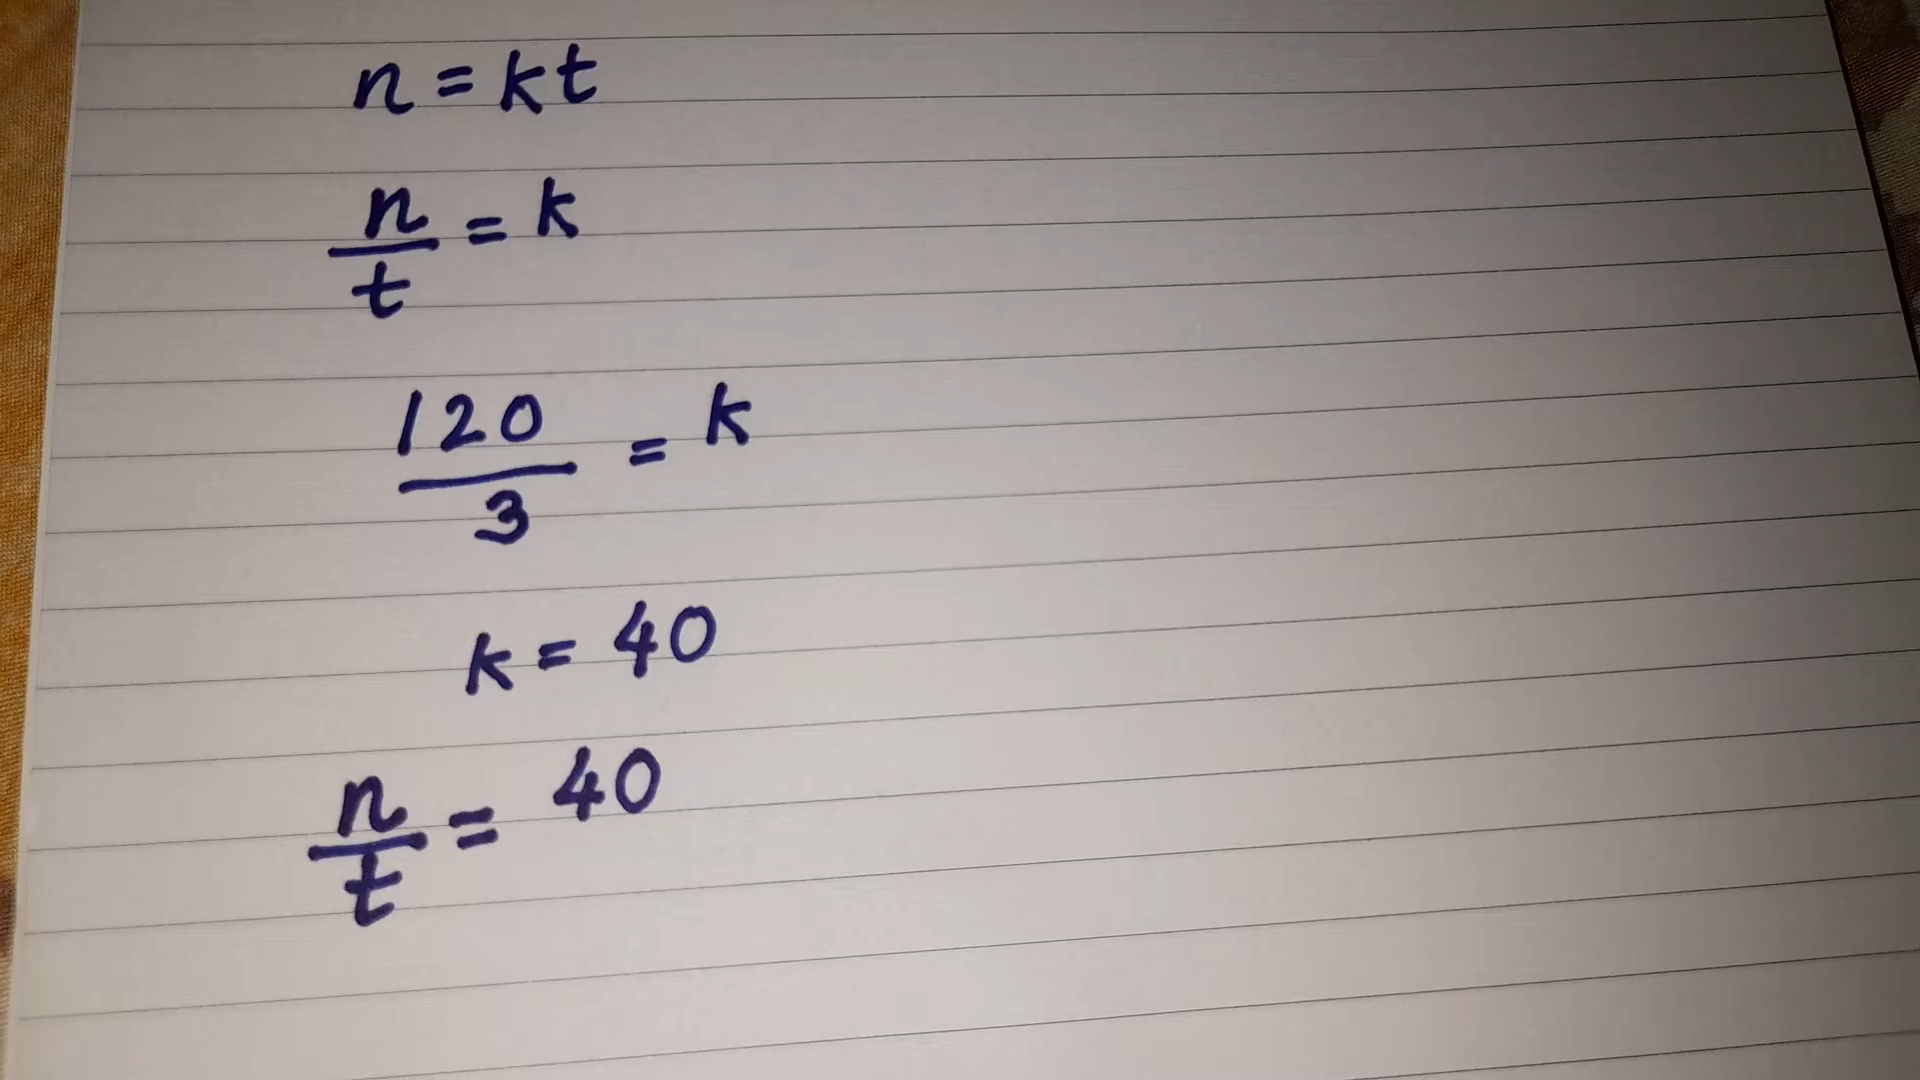 n = kt
n/t = k
120/3 = k
k = 40
n/t = 40